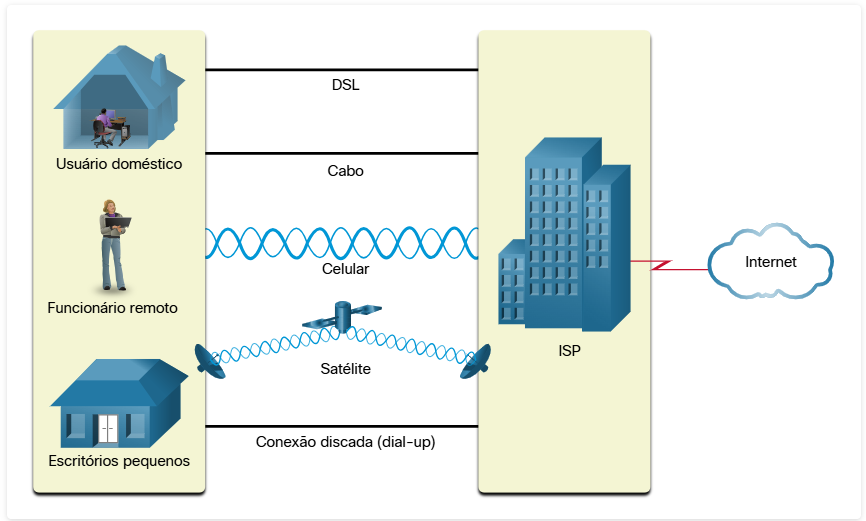 DSL
Usuário doméstico
Cabo
Celular
Funcionário remoto
Internet
ISP
Satélite
Conexão discada (dial-up)
Escritórios pequenos